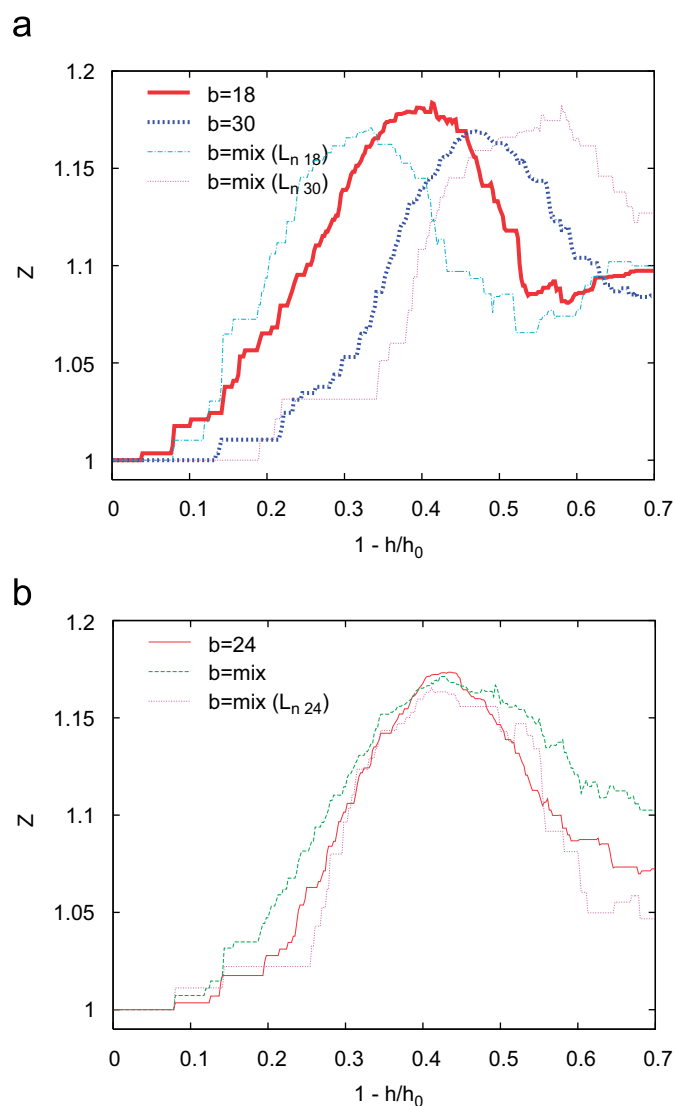 a
1.2
1.15
1.1
1.05
1
Z
b=18
b=30
b=mix (Ln 18)
b=mix (Ln 30)
0 0.1 0.2 0.3 0.4 0.5 0.6 0.7
1 - h/h0
b
1.2
1.15
1.1
1.05
1
Z
b=24
b=mix
b=mix (Ln 24)
0 0.1 0.2 0.3 0.4 0.5 0.6 0.7
1 - h/h0